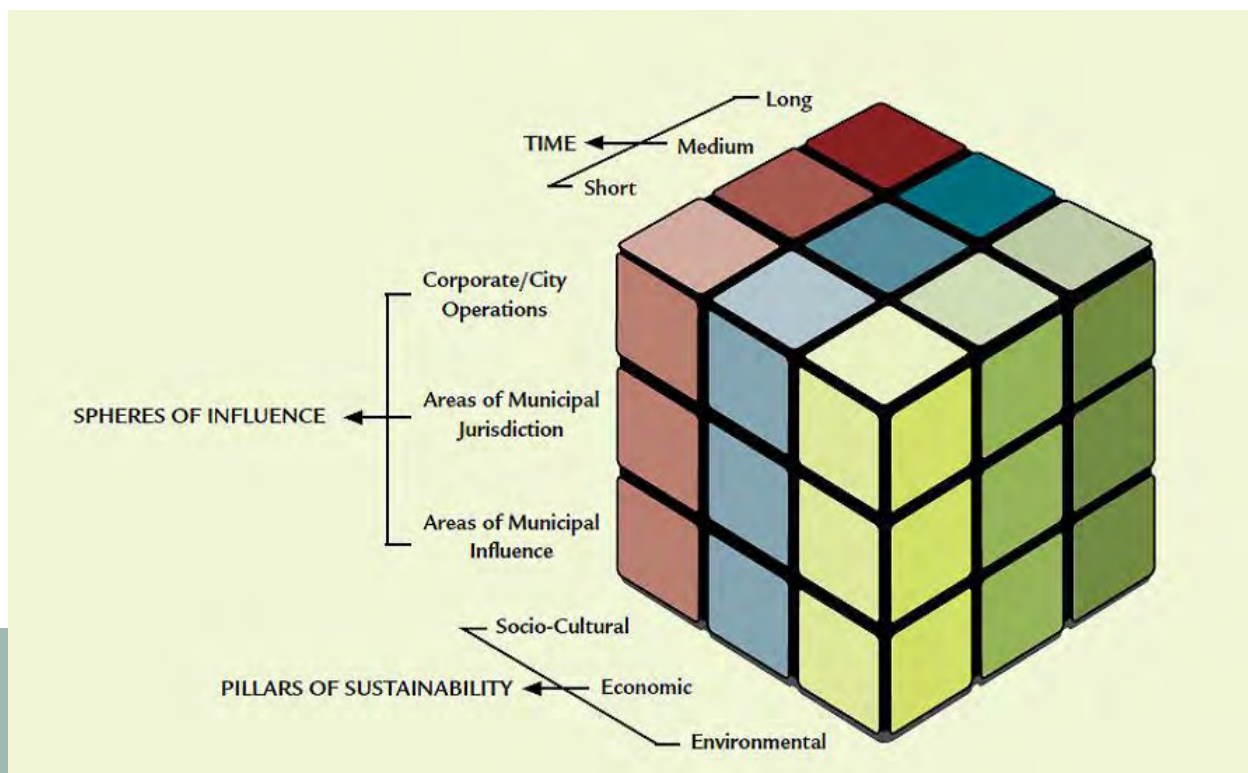 Long
TIME
Medium
Short
Corporate/City
Operations
SPHERES OF INFLUENCE
Areas of Municipal
Jurisdiction
Areas of Municipal
Influence
Socio-Cultural
PILLARS OF SUSTAINABILITY
Economic
Environmental